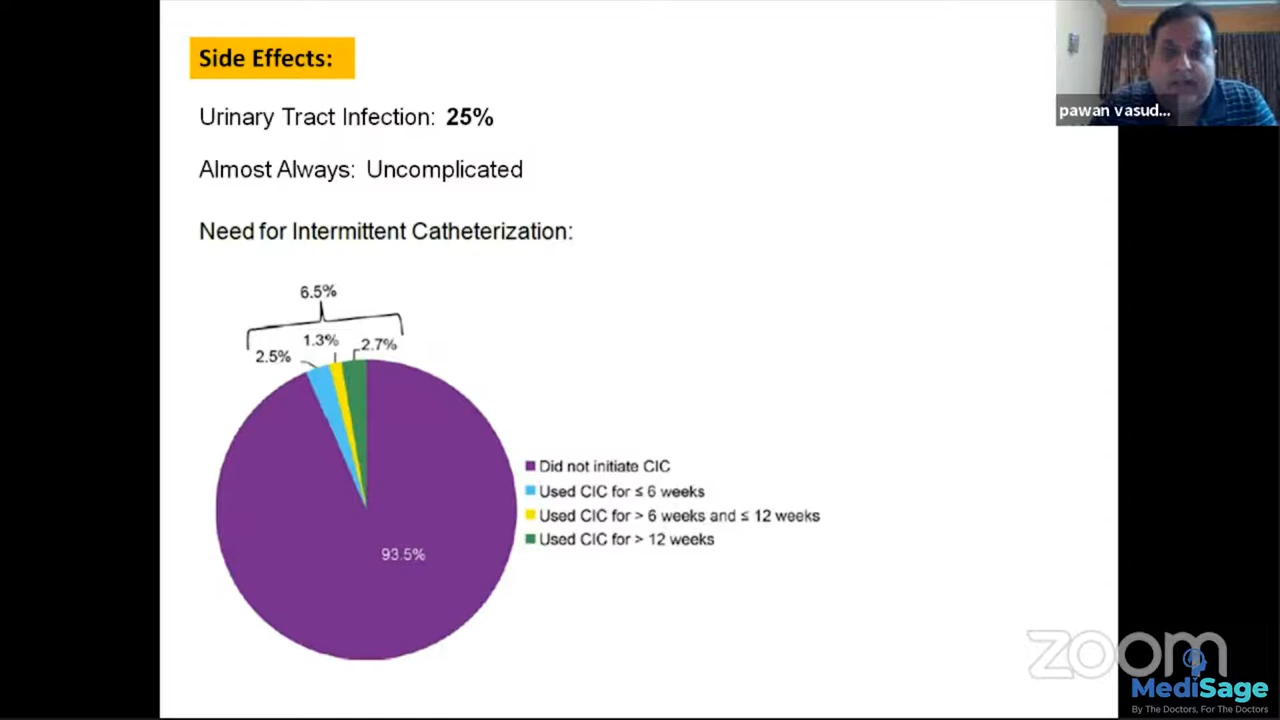 Side Effects:
pawan vasud...
Urinary Tract Infection: 25%
Almost Always: Uncomplicated
Need for Intermittent Catheterization:
6.5%
1.3%
2.5%
2.7%
Did not initiate CIC
Used CIC for ≤ 6 weeks
Used CIC for > 6 weeks and ≤ 12 weeks
Used CIC for > 12 weeks
93.5%
zoom
MediSage
By The Doctors, For The Doctors